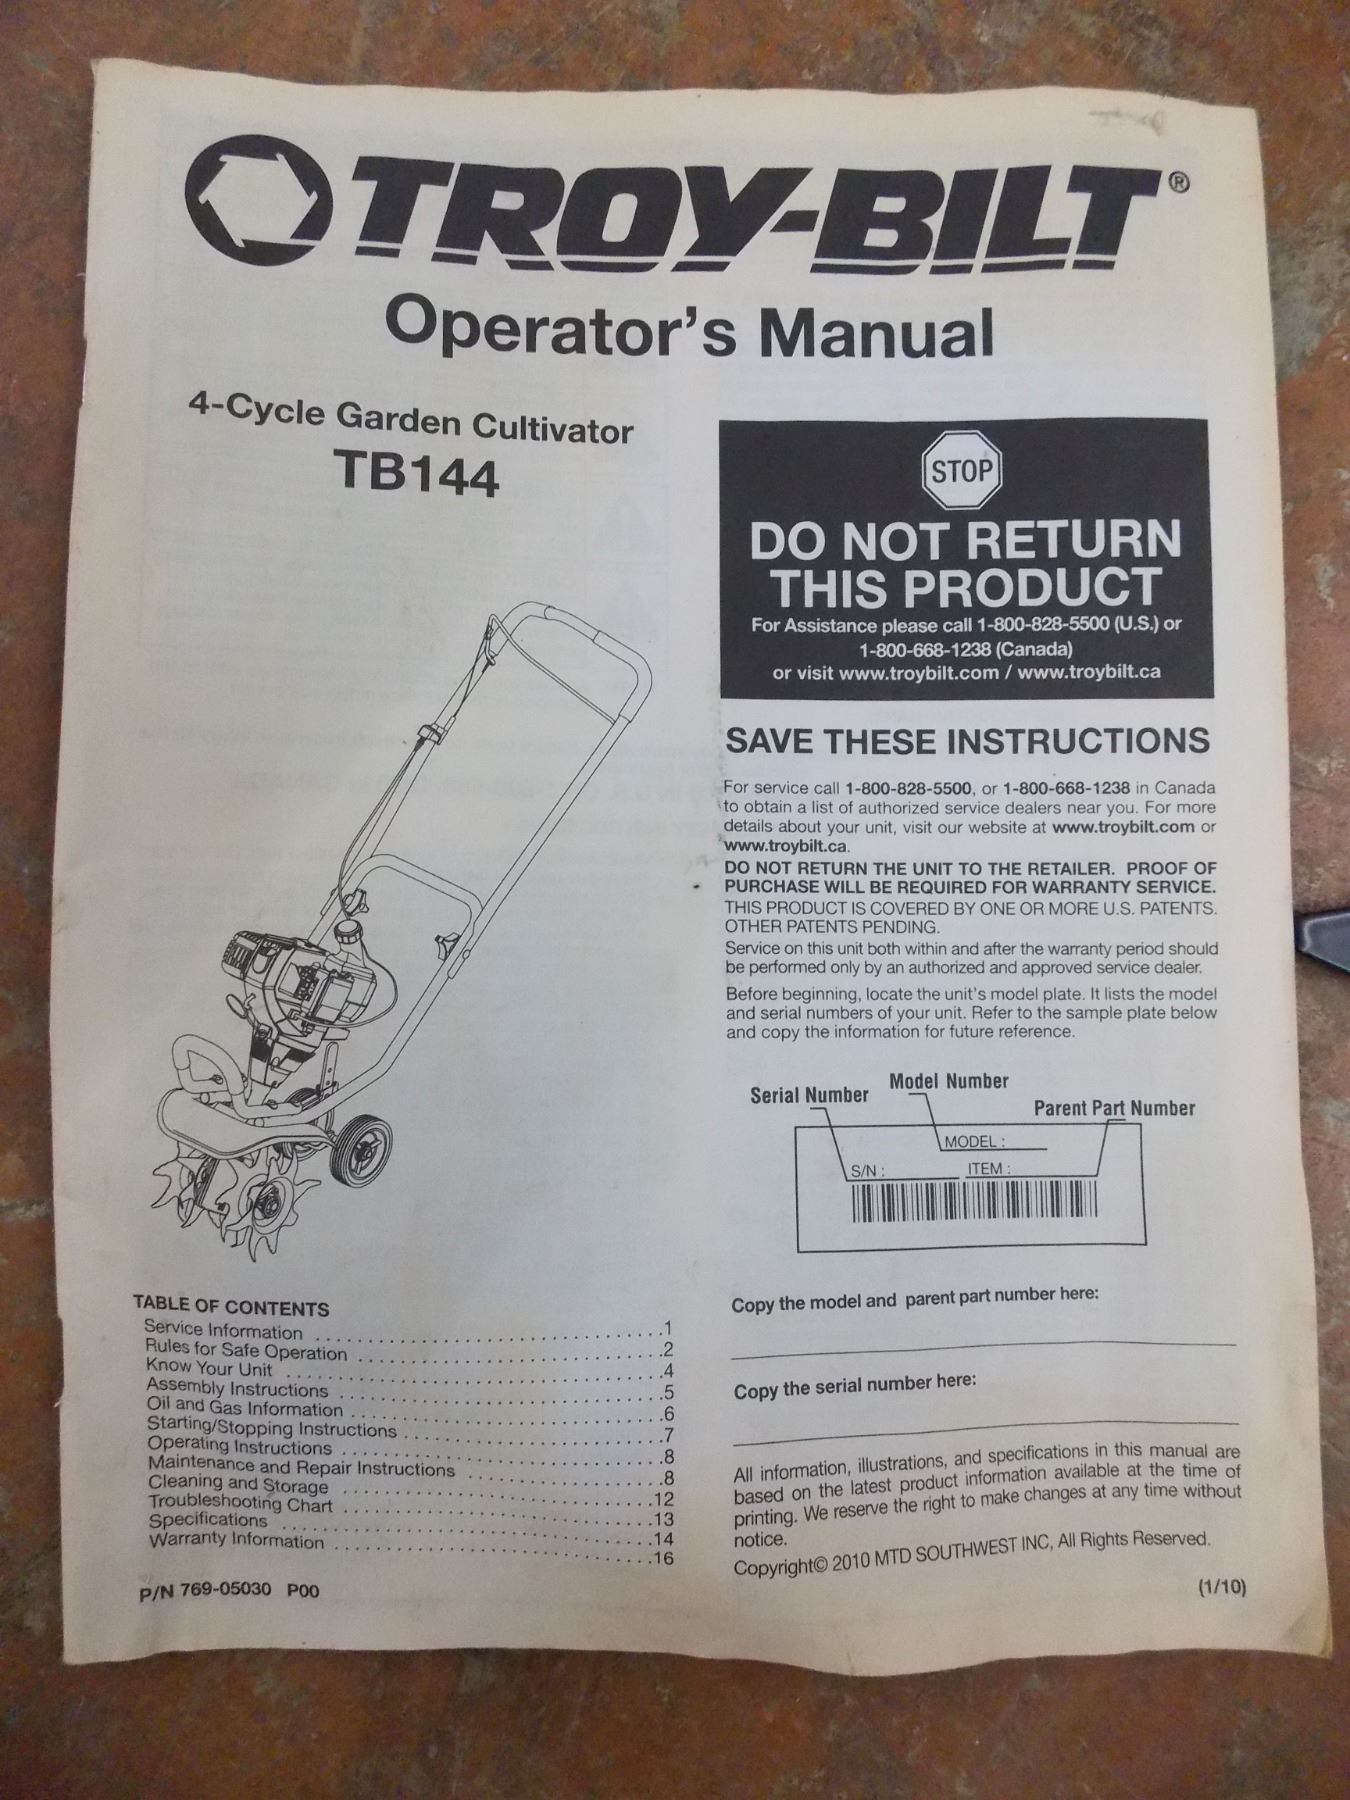 TROY-BILT®
Operator's Manual
4-Cycle Garden Cultivator
TB144
STOP
DO NOT RETURN
THIS PRODUCT
For Assistance please call 1-800-828-5500 (U.S.) or
1-800-668-1238 (Canada)
or visit www.troybilt.com / www.troybilt.ca
SAVE THESE INSTRUCTIONS
For service call 1-800-828-5500, or 1-800-668-1238 in Canada
to obtain a list of authorized service dealers near you. For more
details about your unit, visit our website at www.troybilt.com or
www.troybilt.ca.
DO NOT RETURN THE UNIT TO THE RETAILER. PROOF OF
PURCHASE WILL BE REQUIRED FOR WARRANTY SERVICE.
THIS PRODUCT IS COVERED BY ONE OR MORE U.S. PATENTS.
OTHER PATENTS PENDING.
Service on this unit both within and after the warranty period should
be performed only by an authorized and approved service dealer.
Before beginning, locate the unit's model plate. It lists the model
and serial numbers of your unit. Refer to the sample plate below
and copy the information for future reference.
Serial Number
Model Number
Parent Part Number
MODEL :
S/N :
ITEM :
Copy the model and parent part number here:
Copy the serial number here:
All information, illustrations, and specifications in this manual are
based on the latest product information available at the time of
printing. We reserve the right to make changes at any time without
notice.
Copyright© 2010 MTD SOUTHWEST INC, All Rights Reserved.
(1/10)
TABLE OF CONTENTS
Service Information . . . . . . . . . . . . . . . . . . . . . . . . . . . .1
Rules for Safe Operation . . . . . . . . . . . . . . . . . . . . . . . .2
Know Your Unit . . . . . . . . . . . . . . . . . . . . . . . . . . . . . .4
Assembly Instructions . . . . . . . . . . . . . . . . . . . . . . . . . .5
Oil and Gas Information . . . . . . . . . . . . . . . . . . . . . . . . .6
Starting/Stopping Instructions . . . . . . . . . . . . . . . . . . . . .7
Operating Instructions . . . . . . . . . . . . . . . . . . . . . . . . . .8
Maintenance and Repair Instructions . . . . . . . . . . . . . . . .8
Cleaning and Storage . . . . . . . . . . . . . . . . . . . . . . . . . .12
Troubleshooting Chart . . . . . . . . . . . . . . . . . . . . . . . . . .13
Specifications . . . . . . . . . . . . . . . . . . . . . . . . . . . . . . .14
Warranty Information . . . . . . . . . . . . . . . . . . . . . . . . . .16
P/N 769-05030 P00